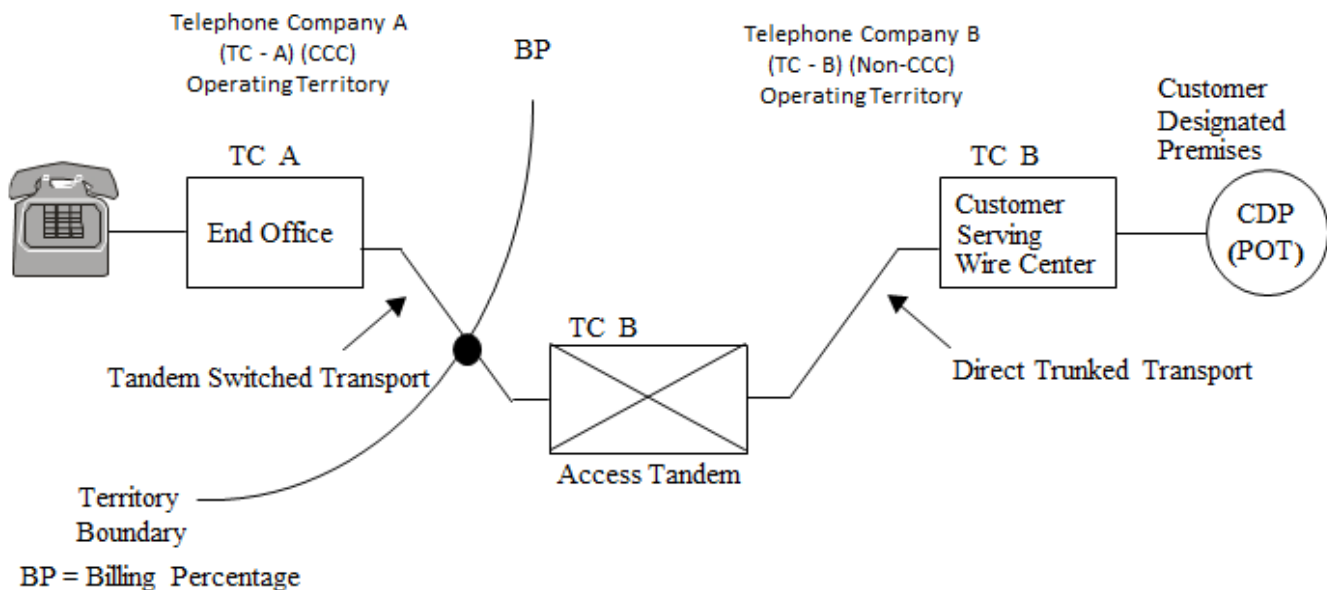 Telephone Company A
(TC - A) (CCC)
Operating Territory
BP
Telephone Company B
(TC - B) (Non-CCC)
Operating Territory
Customer
Designated
Premises
TC A
End Office
TC B
Customer
Serving
Wire Center
CDP
(POT)
TC B
Tandem Switched Transport
Direct Trunked Transport
Access Tandem
Territory
Boundary
BP = Billing Percentage